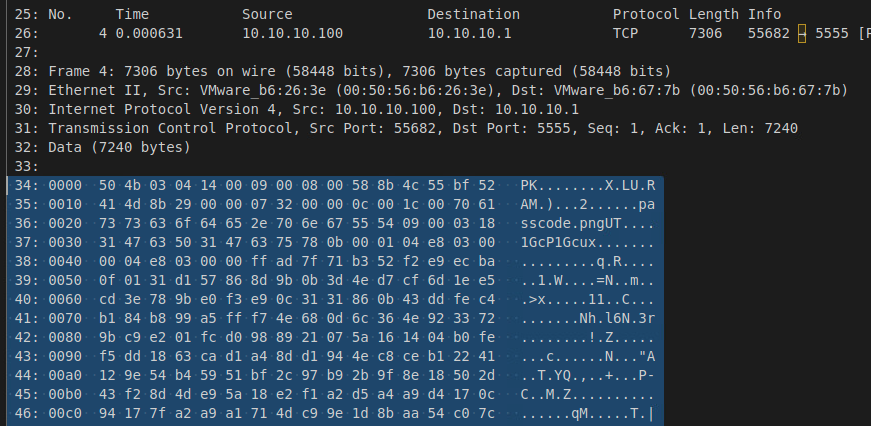 25: No.     Time           Source                Destination           Protocol Length Info
26:       4 0.000631       10.10.10.100          10.10.10.1            TCP      7306   55682 → 5555 [P
27:
28: Frame 4: 7306 bytes on wire (58448 bits), 7306 bytes captured (58448 bits)
29: Ethernet II, Src: VMware_b6:26:3e (00:50:56:b6:26:3e), Dst: VMware_b6:67:7b (00:50:56:b6:67:7b)
30: Internet Protocol Version 4, Src: 10.10.10.100, Dst: 10.10.10.1
31: Transmission Control Protocol, Src Port: 55682, Dst Port: 5555, Seq: 1, Ack: 1, Len: 7240
32: Data (7240 bytes)
33:
34: 0000  50 4b 03 04 14 00 09 00 08 00 58 8b 4c 55 bf 52   PK........X.LU.R
35: 0010  41 4d 8b 29 00 00 07 32 00 00 0c 00 1c 00 70 61   AM.)...2......pa
36: 0020  73 73 63 6f 64 65 2e 70 6e 67 55 54 09 00 03 18   sscode.pngUT....
37: 0030  31 47 63 50 31 47 63 75 78 0b 00 01 04 e8 03 00   1GcP1Gcux.......
38: 0040  00 04 e8 03 00 00 ff ad 7f 71 b3 52 f2 e9 ec ba   .........q.R....
39: 0050  0f 01 31 d1 57 86 8d 9b 0b 3d 4e d7 cf 6d 1e e5   ..1.W....=N..m..
40: 0060  cd 3e 78 9b e0 f3 e9 0c 31 31 86 0b 43 dd fe c4   .>x.....11..C...
41: 0070  b1 84 b8 99 a5 ff f7 4e 68 0d 6c 36 4e 92 33 72   .......Nh.l6N.3r
42: 0080  9b c9 e2 01 fc d0 98 89 21 07 5a 16 14 04 b0 fe   ........!.Z.....
43: 0090  f5 dd 18 63 ca d1 a4 8d d1 94 4e c8 ce b1 22 41   ...c......N..."A
44: 00a0  12 9e 54 b4 59 51 bf 2c 97 b9 2b 9f 8e 18 50 2d   ..T.YQ.,..+...P-
45: 00b0  43 f2 8d 4d e9 5a 18 e2 f1 a2 d5 a4 a9 d4 17 0c   C..M.Z..........
46: 00c0  94 17 7f a2 a9 a1 71 4d c9 9e 1d 8b aa 54 c0 7c   ......qM.....T.|